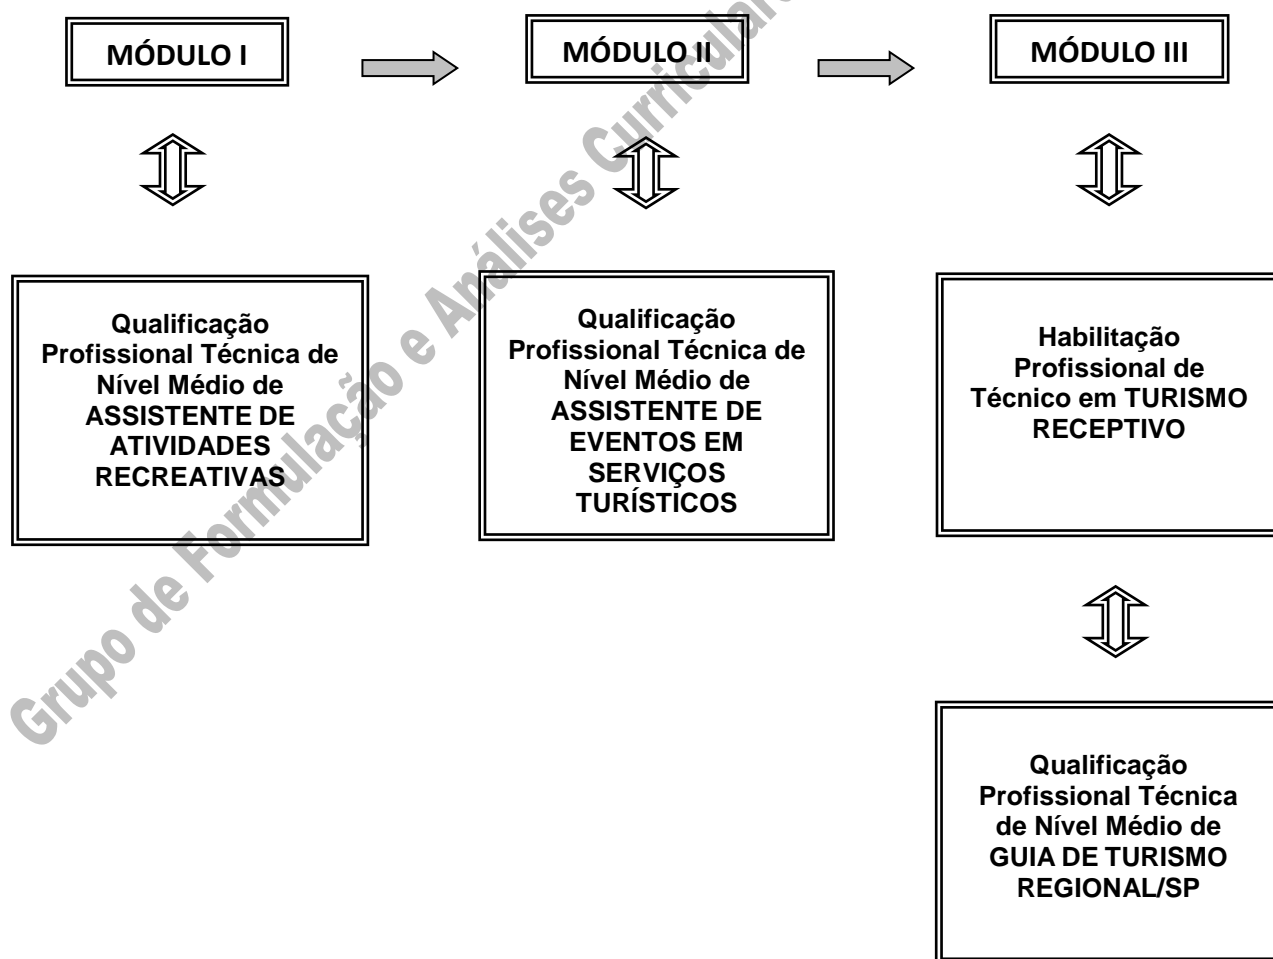 MÓDULO I
MÓDULO II
MÓDULO III
Qualificação
Profissional Técnica de
Nível Médio de
ASSISTENTE DE
ATIVIDADES
RECREATIVAS
Qualificação
Profissional Técnica de
Nível Médio de
ASSISTENTE DE
EVENTOS EM
SERVIÇOS
TURÍSTICOS
Habilitação
Profissional de
Técnico em TURISMO
RECEPTIVO
Qualificação
Profissional Técnica
de Nível Médio de
GUIA DE TURISMO
REGIONAL/SP
Grupo de Formulação e Análises